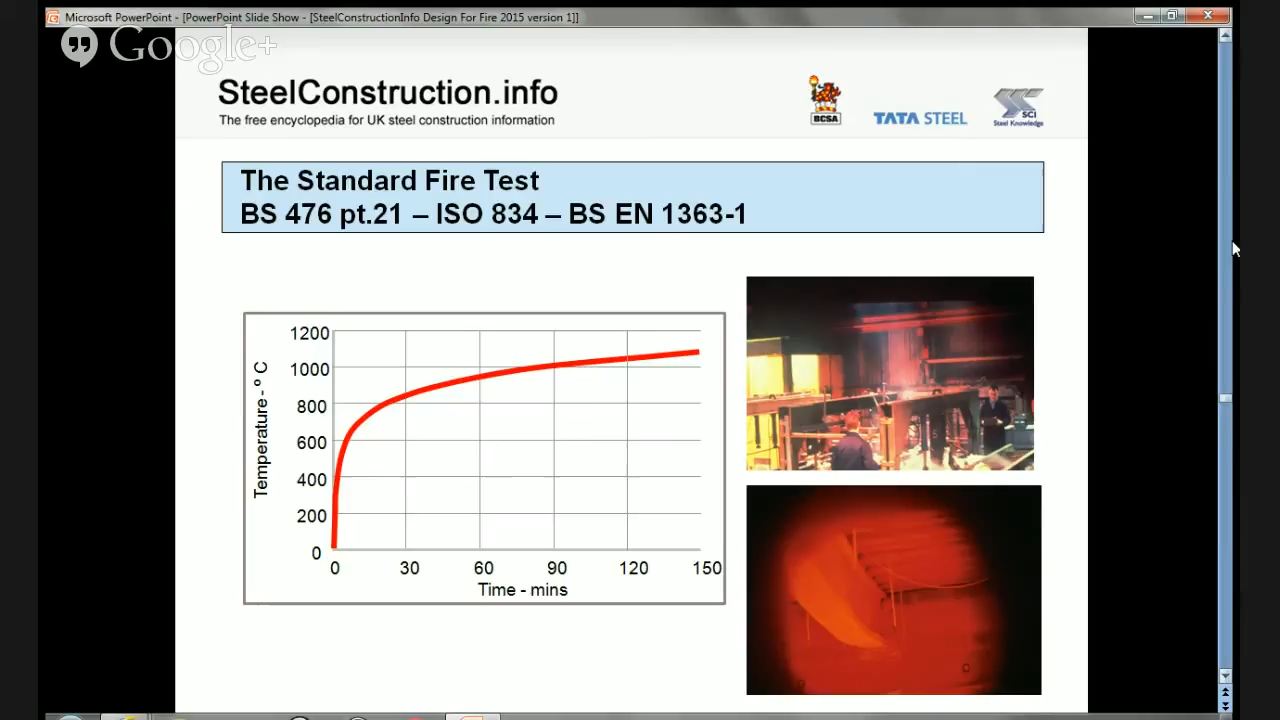 Microsoft PowerPoint - [PowerPoint Slide Show - [SteelConstructionInfo Design For Fire 2015 version 1]]
Google+
SteelConstruction.info
The free encyclopedia for UK steel construction information
BCSA
TATA STEEL
SCI
Steel Knowledge
The Standard Fire Test
BS 476 pt.21 – ISO 834 – BS EN 1363-1
Temperature - º C
1200
1000
800
600
400
200
0
0 30 60 90 120 150
Time - mins